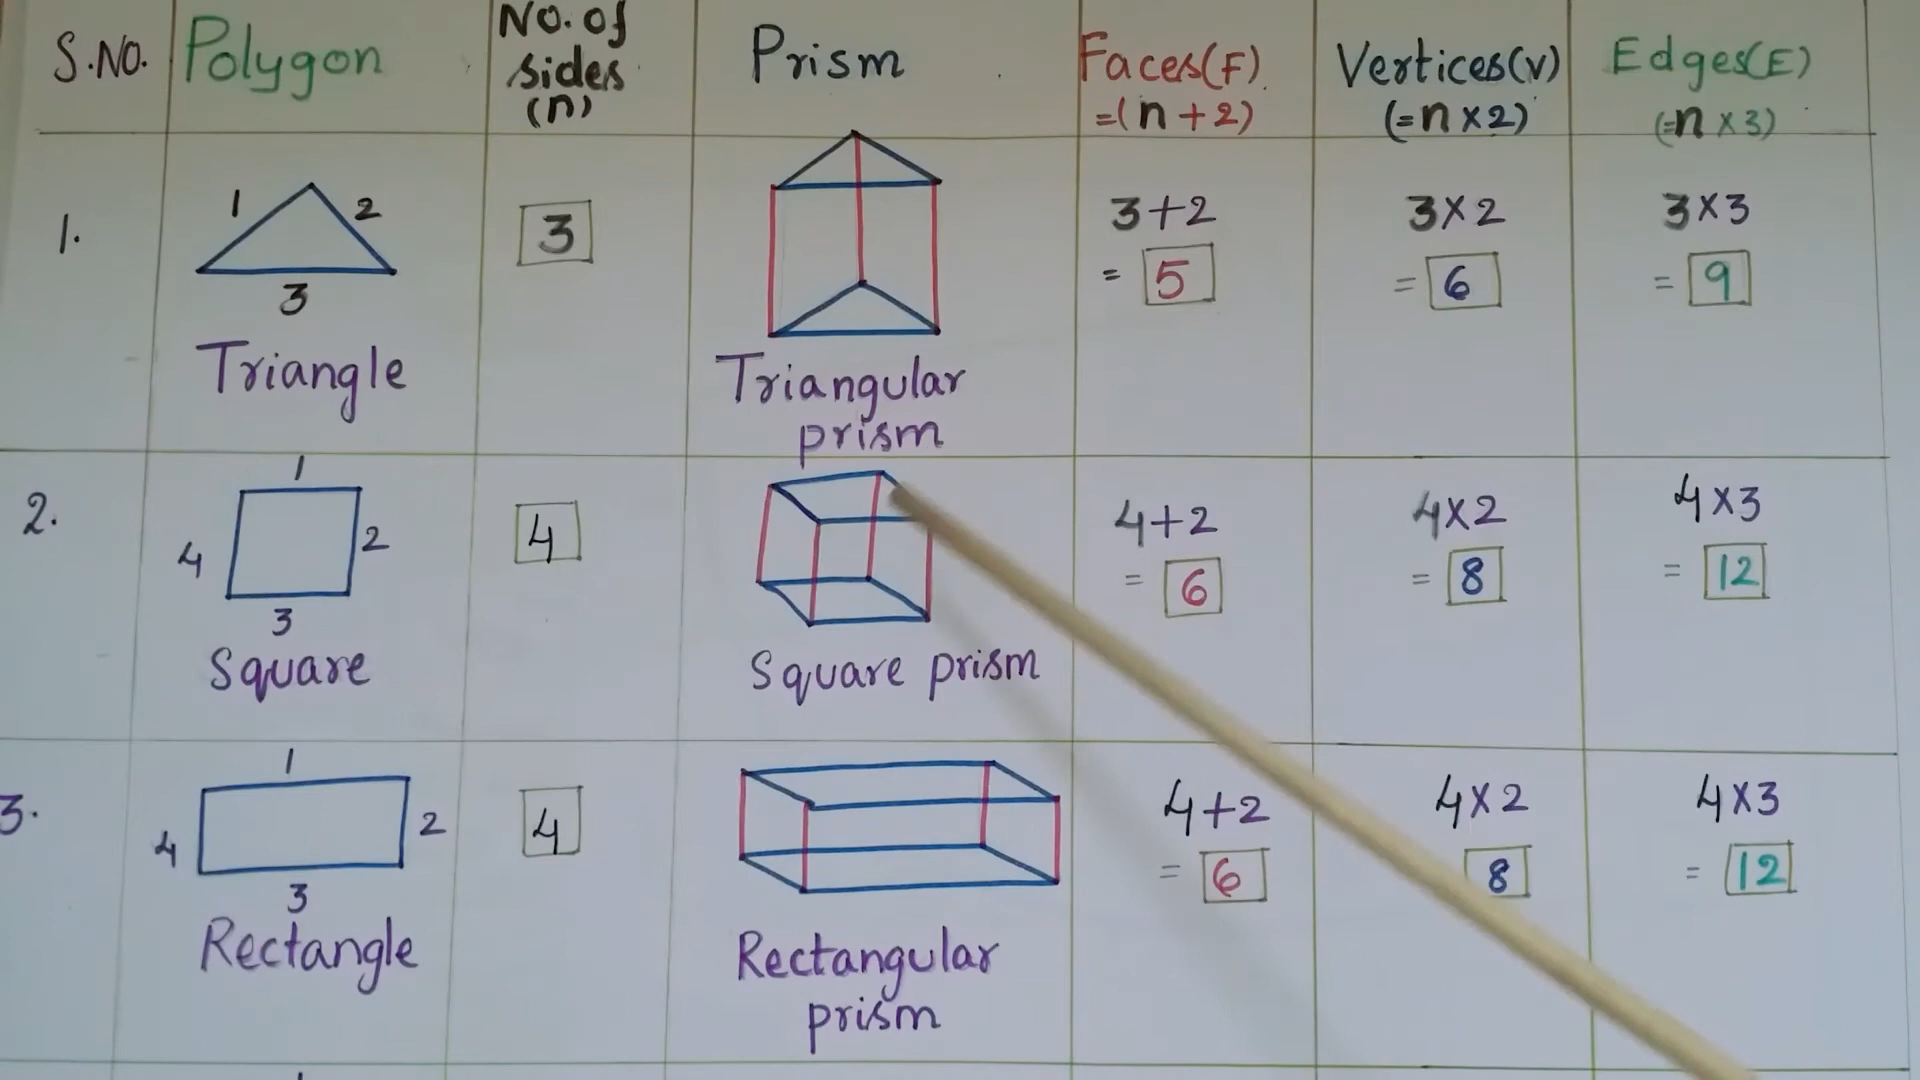 S.NO.
Polygon
NO. of
sides
(n)
Prism
Faces(F)
=(n+2)
Vertices(V)
(=n×2)
Edges(E)
(=n×3)
1.
1
2
3
Triangle
3
Triangular
prism
3+2
= 5
3×2
= 6
3×3
= 9
2.
1
2
4
3
Square
4
Square prism
4+2
= 6
4×2
= 8
4×3
= 12
3.
1
2
4
3
Rectangle
4
Rectangular
prism
4+2
= 6
4×2
8
4×3
= 12